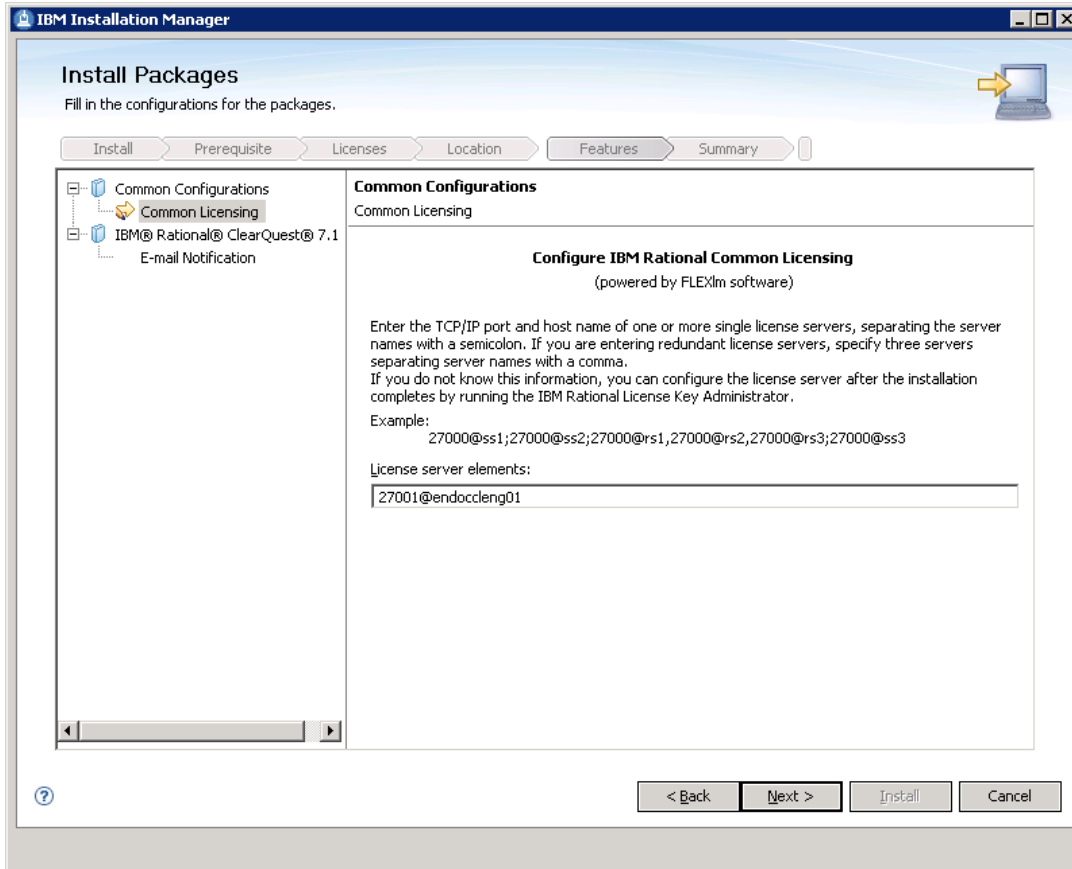 IBM Installation Manager
Install Packages
Fill in the configurations for the packages.
Install
Prerequisite
Licenses
Location
Features
Summary
Common Configurations
Common Licensing
IBM® Rational® ClearQuest® 7.1
E-mail Notification
Common Configurations
Common Licensing
Configure IBM Rational Common Licensing
(powered by FLEXlm software)
Enter the TCP/IP port and host name of one or more single license servers, separating the server
names with a semicolon. If you are entering redundant license servers, specify three servers
separating server names with a comma.
If you do not know this information, you can configure the license server after the installation
completes by running the IBM Rational License Key Administrator.
Example:
27000@ss1;27000@ss2;27000@rs1,27000@rs2,27000@rs3;27000@ss3
License server elements:
27001@endoccleng01
?
< Back
Next >
Install
Cancel